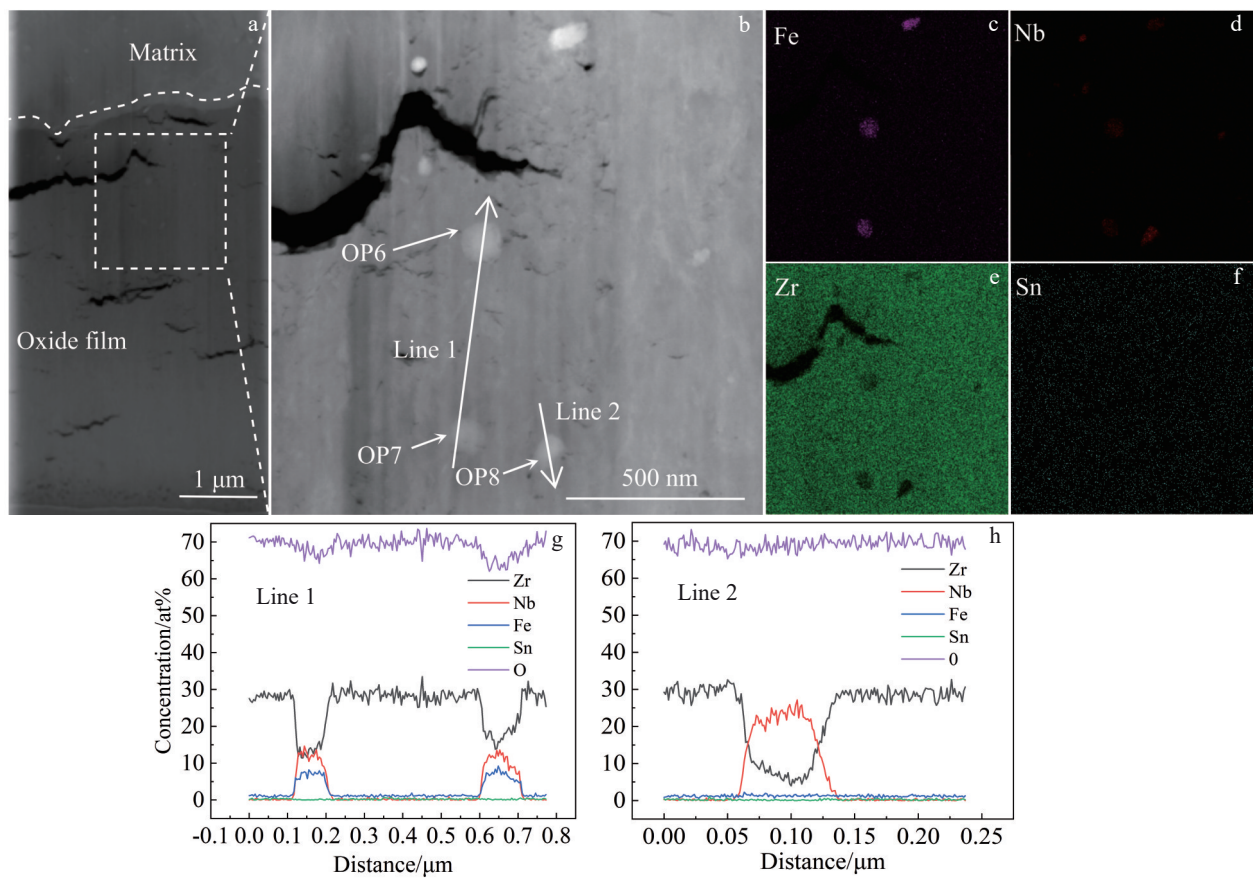 a
Matrix
Oxide film
1 μm
b
OP6
Line 1
Line 2
OP7
OP8
500 nm
Fe
c
Nb
d
Zr
e
Sn
f
g
Line 1
Zr
Nb
Fe
Sn
O
Concentration/at%
70
60
50
40
30
20
10
0
-0.1 0.0 0.1 0.2 0.3 0.4 0.5 0.6 0.7 0.8
Distance/μm
h
Line 2
Zr
Nb
Fe
Sn
0
70
60
50
40
30
20
10
0
0.00 0.05 0.10 0.15 0.20 0.25
Distance/μm